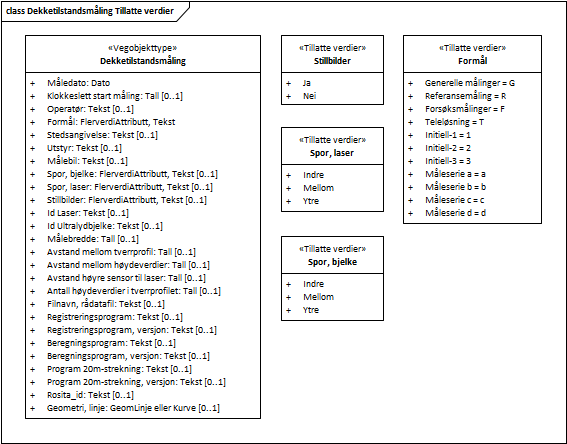 class Dekketilstandsmåling Tillatte verdier
«Vegobjekttype»
Dekketilstandsmåling
+ Måledato: Dato
+ Klokkeslett start måling: Tall [0..1]
+ Operatør: Tekst [0..1]
+ Formål: FlerverdiAttributt, Tekst
+ Stedsangivelse: Tekst [0..1]
+ Utstyr: Tekst [0..1]
+ Målebil: Tekst [0..1]
+ Spor, bjelke: FlerverdiAttributt, Tekst [0..1]
+ Spor, laser: FlerverdiAttributt, Tekst [0..1]
+ Stillbilder: FlerverdiAttributt, Tekst [0..1]
+ Id Laser: Tekst [0..1]
+ Id Ultralydbjelke: Tekst [0..1]
+ Målebredde: Tall [0..1]
+ Avstand mellom tverrprofil: Tall [0..1]
+ Avstand mellom høydeverdier: Tall [0..1]
+ Avstand høyre sensor til laser: Tall [0..1]
+ Antall høydeverdier i tverrprofilet: Tall [0..1]
+ Filnavn, rådatafil: Tekst [0..1]
+ Registreringsprogram: Tekst [0..1]
+ Registreringsprogram, versjon: Tekst [0..1]
+ Beregningsprogram: Tekst [0..1]
+ Beregningsprogram, versjon: Tekst [0..1]
+ Program 20m-strekning: Tekst [0..1]
+ Program 20m-strekning, versjon: Tekst [0..1]
+ Rosita_id: Tekst [0..1]
+ Geometri, linje: GeomLinje eller Kurve [0..1]
«Tillatte verdier»
Stillbilder
+ Ja
+ Nei
«Tillatte verdier»
Spor, laser
+ Indre
+ Mellom
+ Ytre
«Tillatte verdier»
Spor, bjelke
+ Indre
+ Mellom
+ Ytre
«Tillatte verdier»
Formål
+ Generelle målinger = G
+ Referansemåling = R
+ Forsøksmålinger = F
+ Teleløsning = T
+ Initiell-1 = 1
+ Initiell-2 = 2
+ Initiell-3 = 3
+ Måleserie a = a
+ Måleserie b = b
+ Måleserie c = c
+ Måleserie d = d